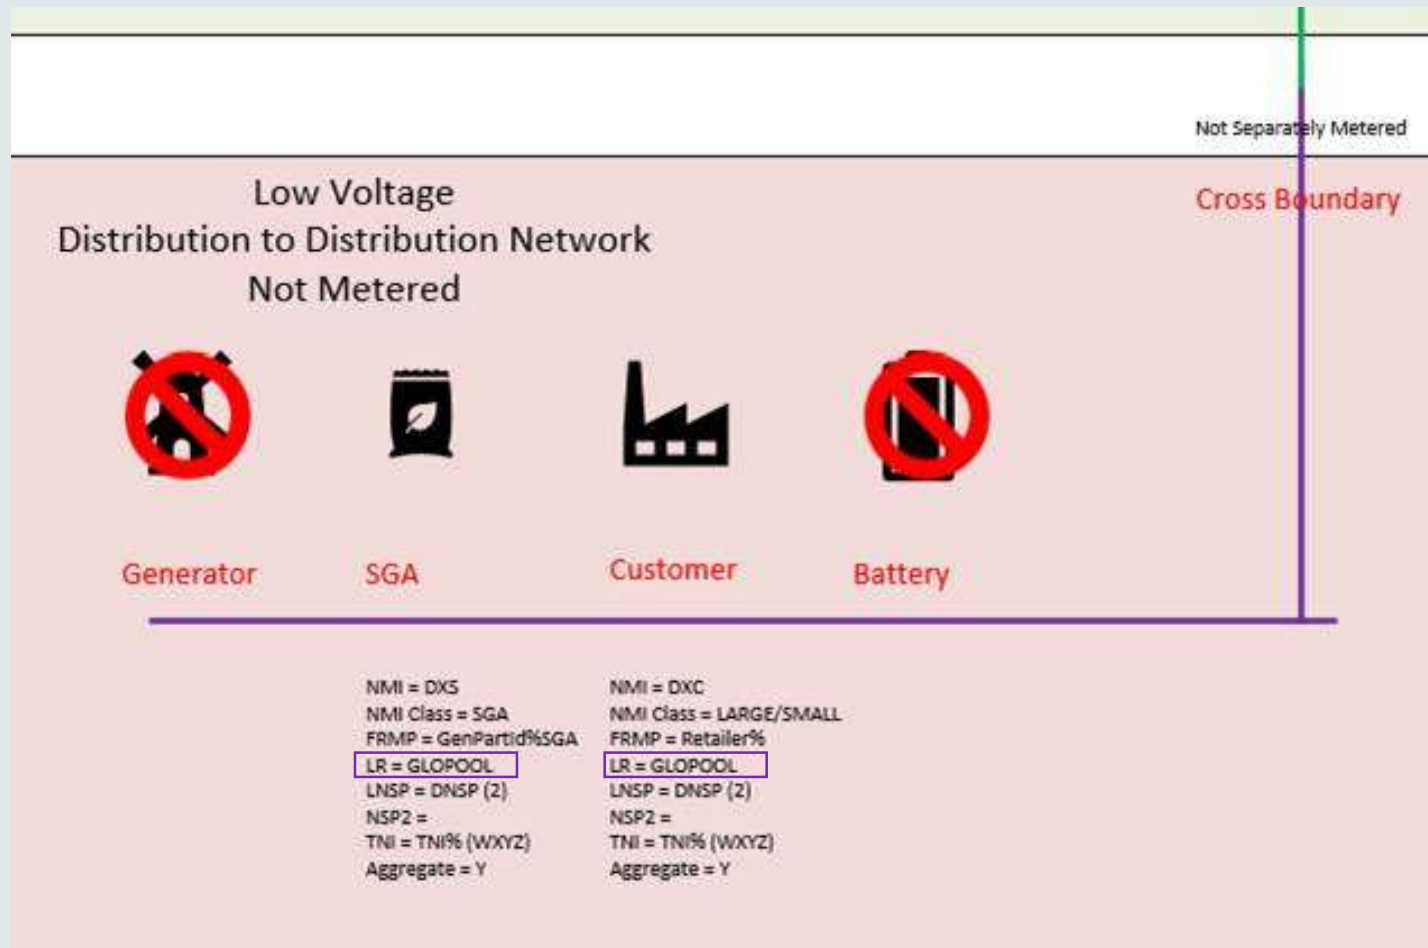 Not Separately Metered
Low Voltage
Cross Boundary
Distribution to Distribution Network
Not Metered
Generator
SGA
Customer
Battery
NMI = DXS
NMI Class = SGA
FRMP = GenPartId%SGA
LR = GLOPOOL
LNSP = DNSP (2)
NSP2 =
TNI = TNI% (WXYZ)
Aggregate = Y
NMI = DXC
NMI Class = LARGE/SMALL
FRMP = Retailer%
LR = GLOPOOL
LNSP = DNSP (2)
NSP2 =
TNI = TNI% (WXYZ)
Aggregate = Y